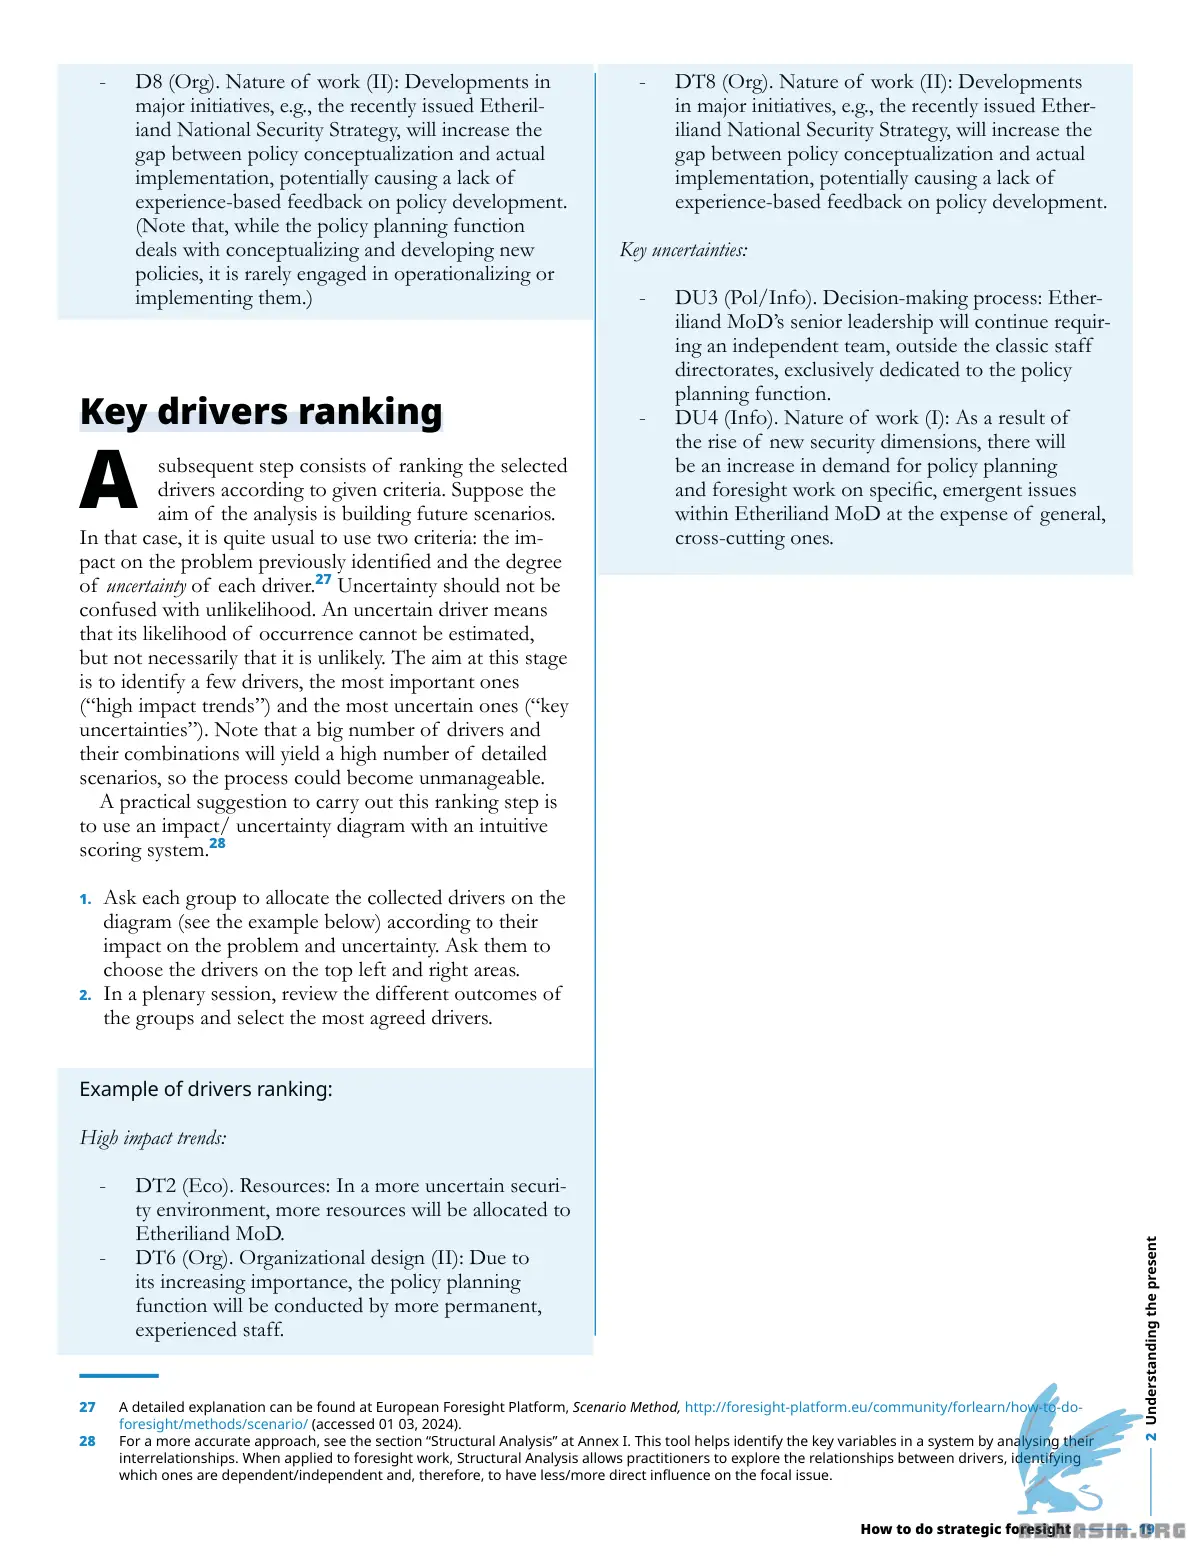 - D8 (Org). Nature of work (II): Developments in
major initiatives, e.g., the recently issued Etheril-
iand National Security Strategy, will increase the
gap between policy conceptualization and actual
implementation, potentially causing a lack of
experience-based feedback on policy development.
(Note that, while the policy planning function
deals with conceptualizing and developing new
policies, it is rarely engaged in operationalizing or
implementing them.)
Key drivers ranking
A subsequent step consists of ranking the selected
drivers according to given criteria. Suppose the
aim of the analysis is building future scenarios.
In that case, it is quite usual to use two criteria: the im-
pact on the problem previously identified and the degree
of uncertainty of each driver.27 Uncertainty should not be
confused with unlikelihood. An uncertain driver means
that its likelihood of occurrence cannot be estimated,
but not necessarily that it is unlikely. The aim at this stage
is to identify a few drivers, the most important ones
(“high impact trends”) and the most uncertain ones (“key
uncertainties”). Note that a big number of drivers and
their combinations will yield a high number of detailed
scenarios, so the process could become unmanageable.
A practical suggestion to carry out this ranking step is
to use an impact/ uncertainty diagram with an intuitive
scoring system.28
1. Ask each group to allocate the collected drivers on the
diagram (see the example below) according to their
impact on the problem and uncertainty. Ask them to
choose the drivers on the top left and right areas.
2. In a plenary session, review the different outcomes of
the groups and select the most agreed drivers.
Example of drivers ranking:
High impact trends:
- DT2 (Eco). Resources: In a more uncertain securi-
ty environment, more resources will be allocated to
Etheriliand MoD.
- DT6 (Org). Organizational design (II): Due to
its increasing importance, the policy planning
function will be conducted by more permanent,
experienced staff.
- DT8 (Org). Nature of work (II): Developments
in major initiatives, e.g., the recently issued Ether-
iliand National Security Strategy, will increase the
gap between policy conceptualization and actual
implementation, potentially causing a lack of
experience-based feedback on policy development.
Key uncertainties:
- DU3 (Pol/Info). Decision-making process: Ether-
iliand MoD’s senior leadership will continue requir-
ing an independent team, outside the classic staff
directorates, exclusively dedicated to the policy
planning function.
- DU4 (Info). Nature of work (I): As a result of
the rise of new security dimensions, there will
be an increase in demand for policy planning
and foresight work on specific, emergent issues
within Etheriliand MoD at the expense of general,
cross-cutting ones.
27 A detailed explanation can be found at European Foresight Platform, Scenario Method, http://foresight-platform.eu/community/forlearn/how-to-do-
foresight/methods/scenario/ (accessed 01 03, 2024).
28 For a more accurate approach, see the section “Structural Analysis” at Annex I. This tool helps identify the key variables in a system by analysing their
interrelationships. When applied to foresight work, Structural Analysis allows practitioners to explore the relationships between drivers, identifying
which ones are dependent/independent and, therefore, to have less/more direct influence on the focal issue.
2 Understanding the present
How to do strategic foresight 19